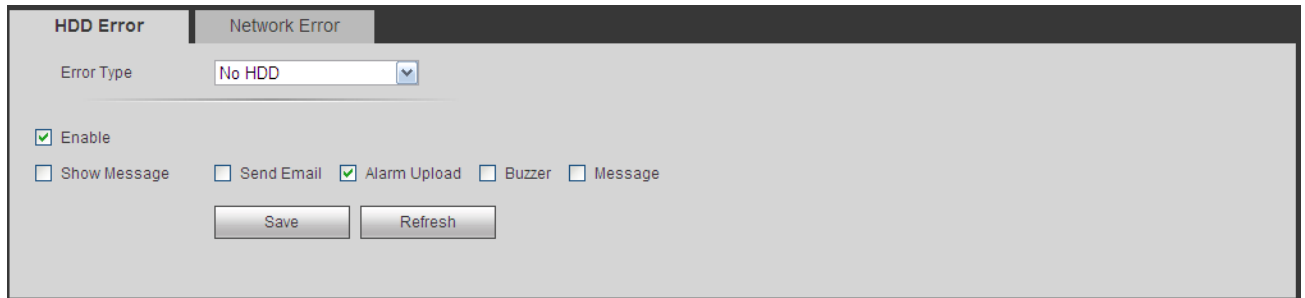 HDD Error Network Error
Error Type No HDD
Enable
Show Message Send Email Alarm Upload Buzzer Message
Save Refresh